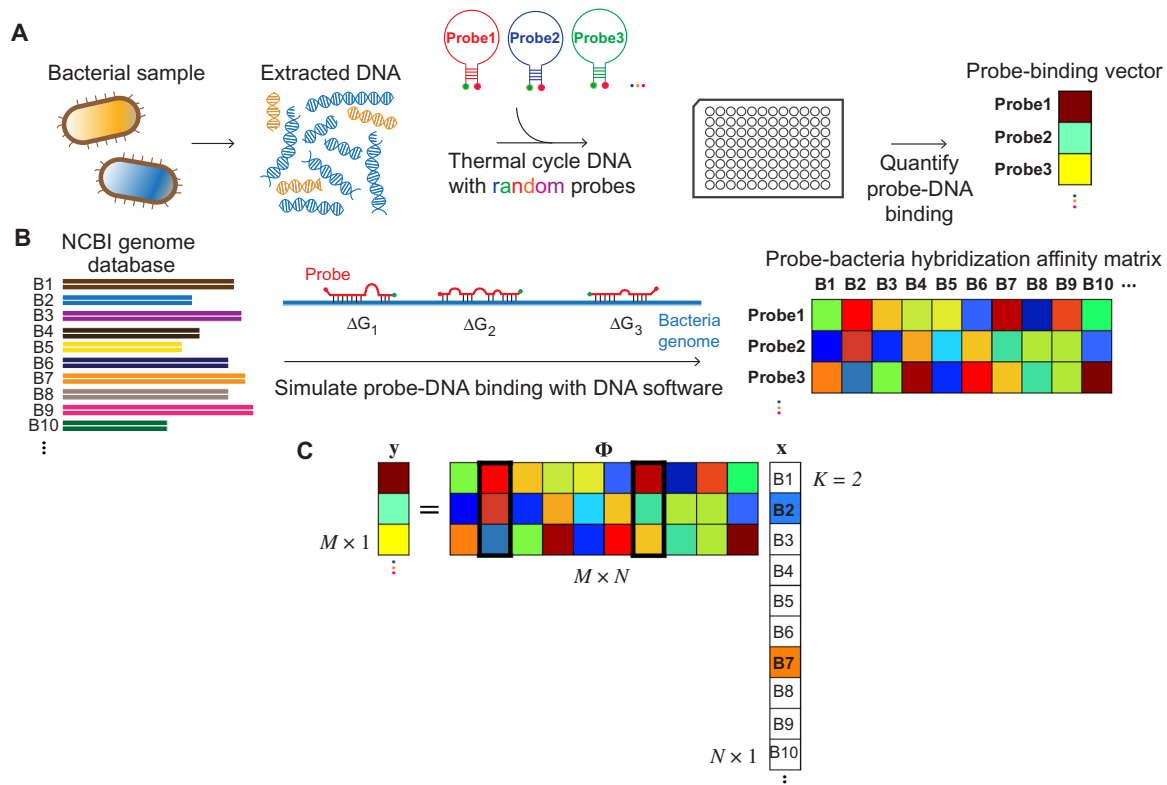 A
Bacterial sample
Extracted DNA
Probe1
Probe2
Probe3
Thermal cycle DNA
with random probes
Quantify
probe-DNA
binding
Probe-binding vector
Probe1
Probe2
Probe3
B
NCBI genome
database
B1
B2
B3
B4
B5
B6
B7
B8
B9
B10
Probe
ΔG1
ΔG2
ΔG3
Bacteria
genome
Simulate probe-DNA binding with DNA software
Probe-bacteria hybridization affinity matrix
B1 B2 B3 B4 B5 B6 B7 B8 B9 B10 ...
Probe1
Probe2
Probe3
C
y
=
Φ
x
M × 1
M × N
B1
B2
B3
B4
B5
B6
B7
B8
B9
B10
K = 2
N × 1